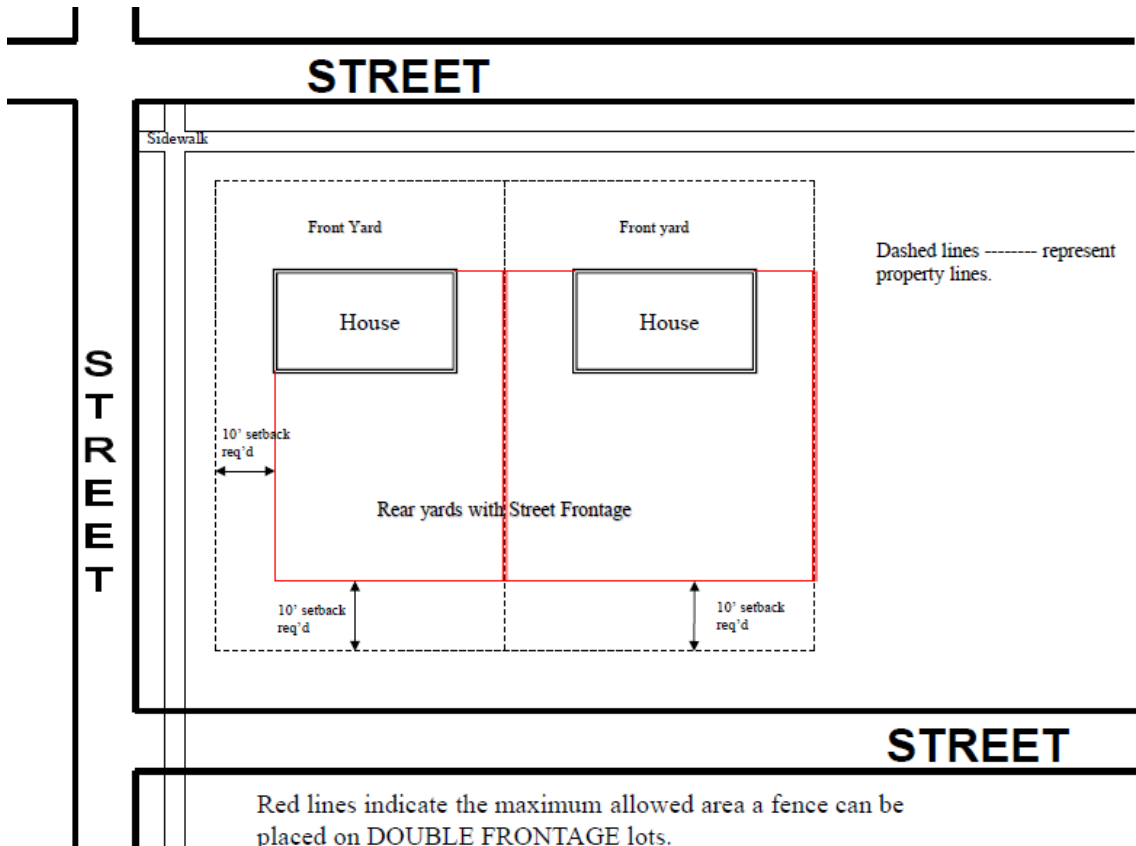 STREET
Sidewalk
Front Yard
Front yard
Dashed lines -------- represent
property lines.
House
House
STREET
10’ setback
req’d
Rear yards with Street Frontage
10’ setback
req’d
10’ setback
req’d
STREET
Red lines indicate the maximum allowed area a fence can be
placed on DOUBLE FRONTAGE lots.